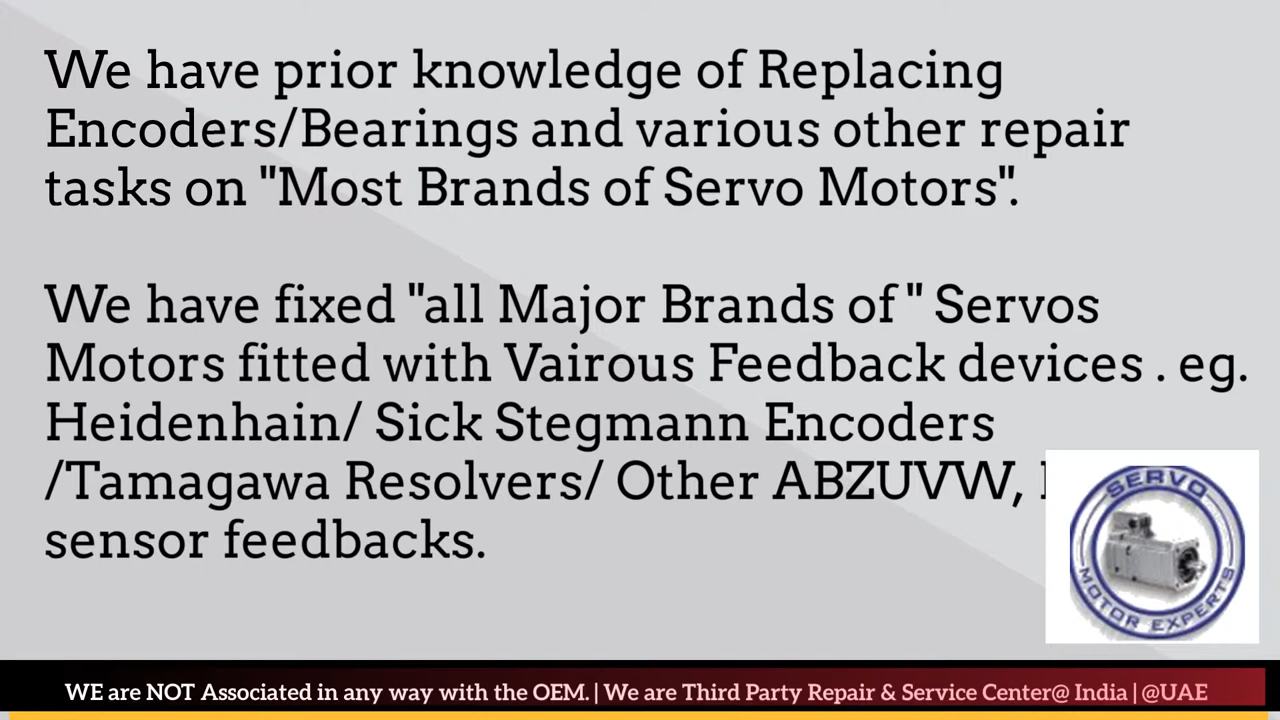 We have prior knowledge of Replacing
Encoders/Bearings and various other repair
tasks on "Most Brands of Servo Motors".
We have fixed "all Major Brands of " Servos
Motors fitted with Vairous Feedback devices . eg.
Heidenhain/ Sick Stegmann Encoders
/Tamagawa Resolvers/ Other ABZUVW,
sensor feedbacks.
SERVO
MOTOR EXPERTS
WE are NOT Associated in any way with the OEM. | We are Third Party Repair & Service Center@ India | @UAE